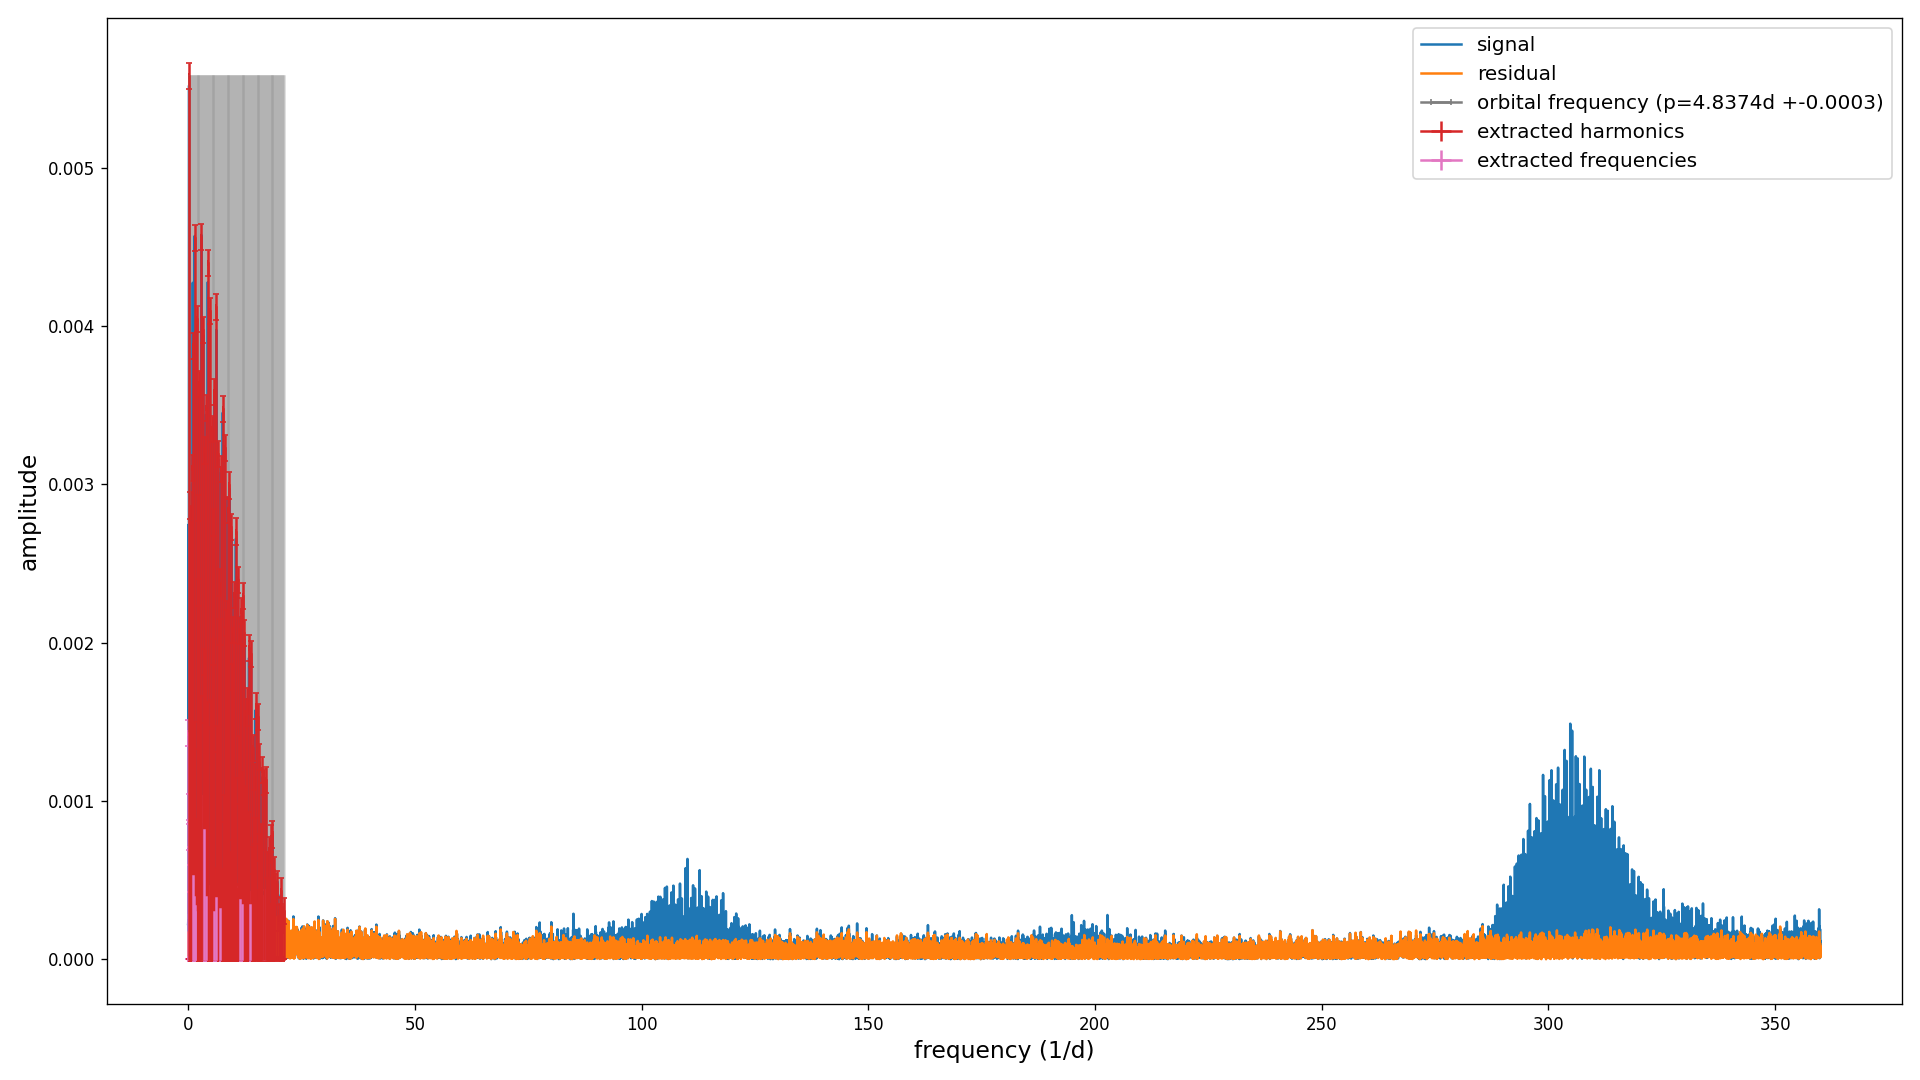 signal
residual
orbital frequency (p=4.8374d +-0.0003)
extracted harmonics
extracted frequencies
amplitude
0.005
0.004
0.003
0.002
0.001
0.000
0 50 100 150 200 250 300 350
frequency (1/d)